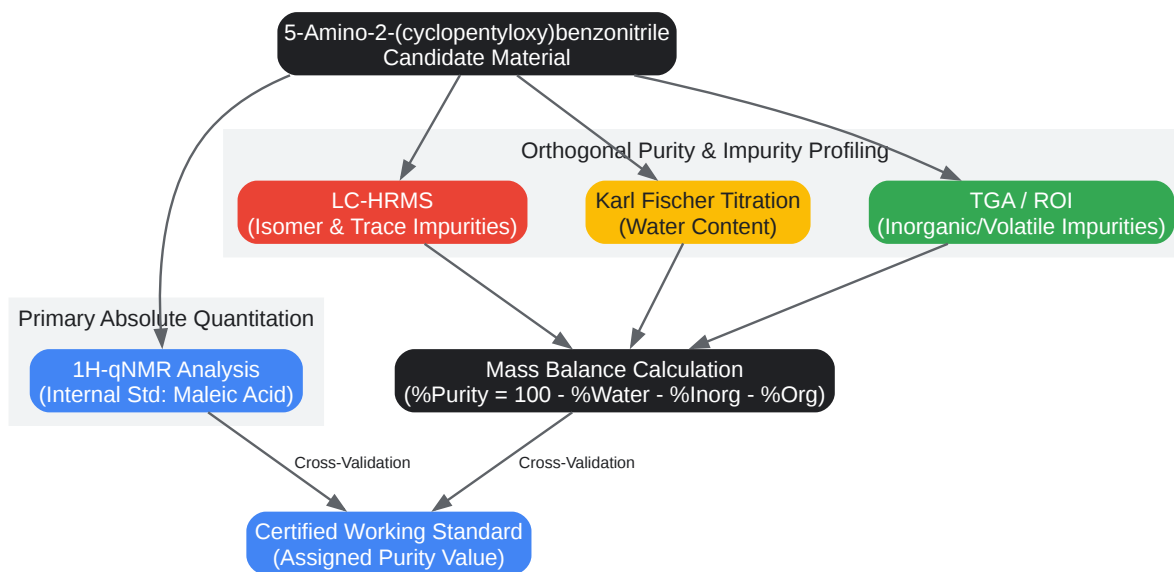 5-Amino-2-(cyclopentyloxy)benzonitrile
Candidate Material
Orthogonal Purity & Impurity Profiling
LC-HRMS
(Isomer & Trace Impurities)
Karl Fischer Titration
(Water Content)
TGA / ROI
(Inorganic/Volatile Impurities)
Primary Absolute Quantitation
1H-qNMR Analysis
(Internal Std: Maleic Acid)
Mass Balance Calculation
(%Purity = 100 - %Water - %Inorg - %Org)
Cross-Validation
Cross-Validation
Certified Working Standard
(Assigned Purity Value)